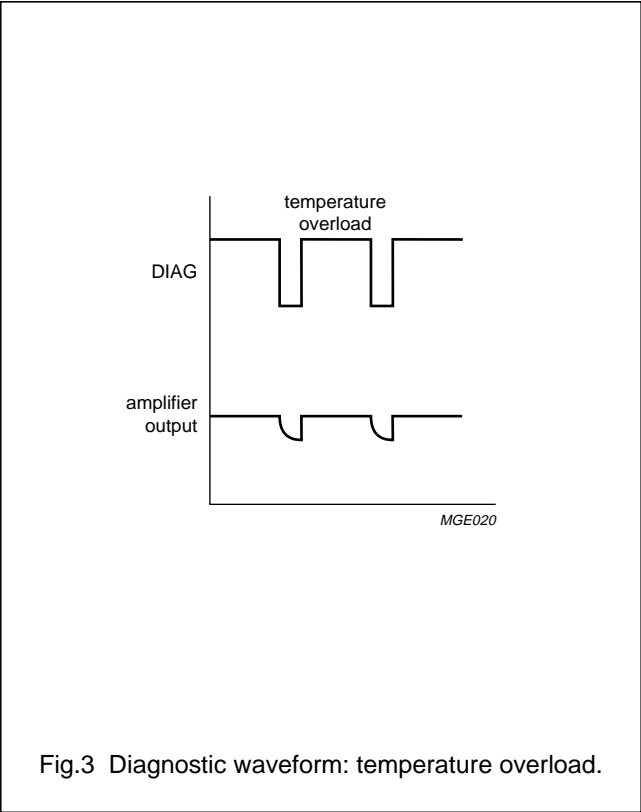 temperature
overload
DIAG
amplifier
output
MGE020
Fig.3 Diagnostic waveform: temperature overload.